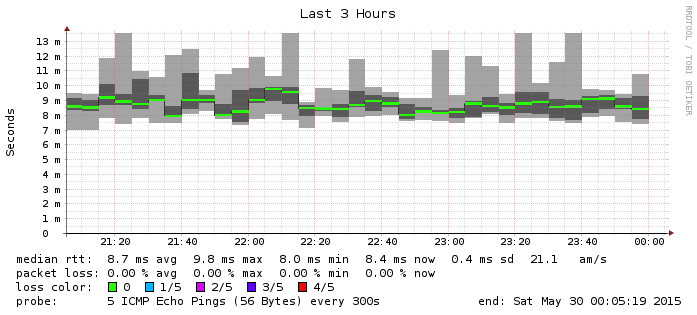 Last 3 Hours
RRDTOOL / TOBI OETIKER
Seconds
13 m
12 m
11 m
10 m
9 m
8 m
7 m
6 m
5 m
4 m
3 m
2 m
1 m
0
21:20 21:40 22:00 22:20 22:40 23:00 23:20 23:40 00:00
median rtt: 8.7 ms avg 9.8 ms max 8.0 ms min 8.4 ms now 0.4 ms sd 21.1 am/s
packet loss: 0.00 % avg 0.00 % max 0.00 % min 0.00 % now
loss color: 0 1/5 2/5 3/5 4/5
probe: 5 ICMP Echo Pings (56 Bytes) every 300s end: Sat May 30 00:05:19 2015